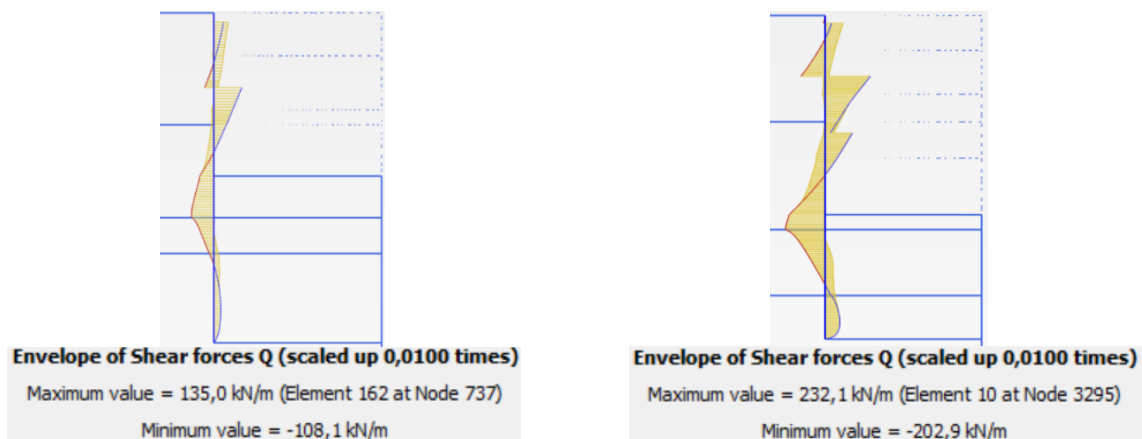 Envelope of Shear forces Q (scaled up 0,0100 times)
Maximum value = 135,0 kN/m (Element 162 at Node 737)
Minimum value = -108,1 kN/m
Envelope of Shear forces Q (scaled up 0,0100 times)
Maximum value = 232,1 kN/m (Element 10 at Node 3295)
Minimum value = -202,9 kN/m